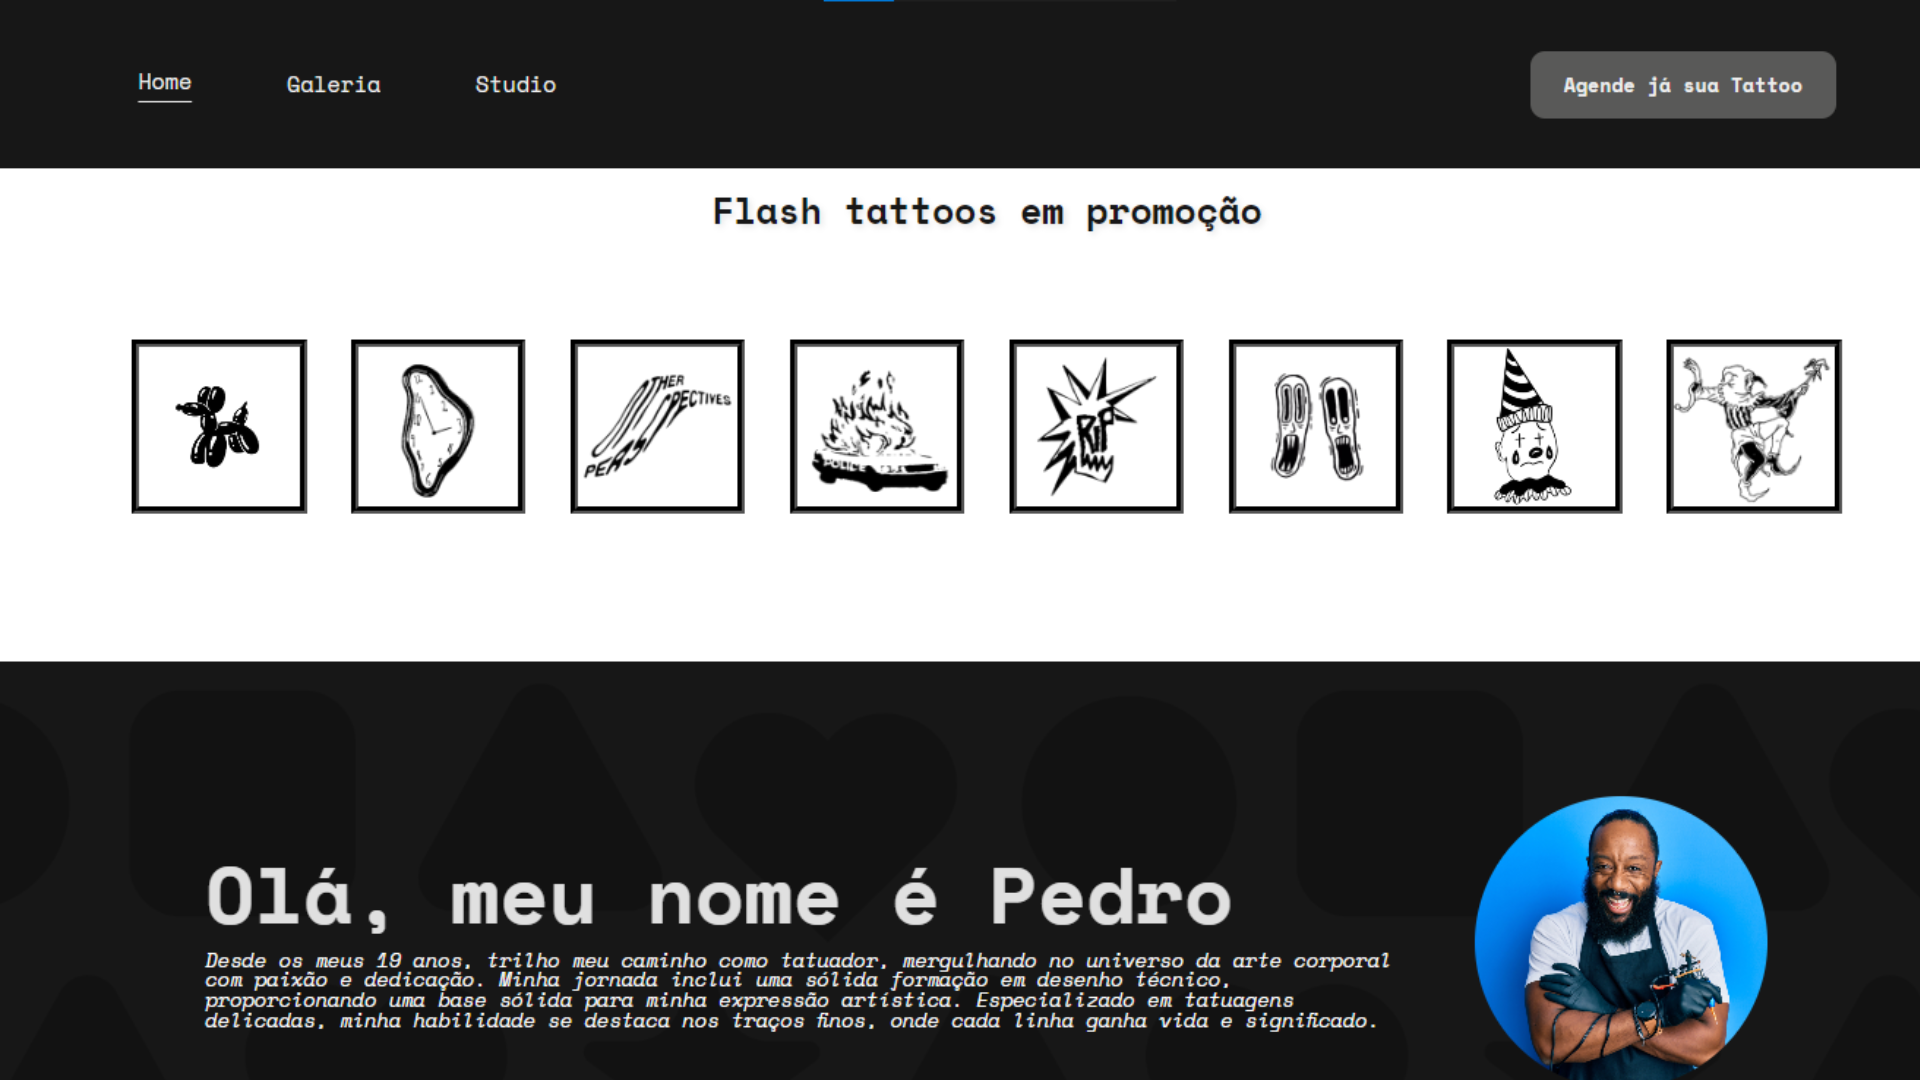 Home
Galeria
Studio
Agende já sua Tattoo
Flash tattoos em promoção
OTHER
PERSPECTIVES
POLICE
RIP
Olá, meu nome é Pedro
Desde os meus 19 anos, trilho meu caminho como tatuador, mergulhando no universo da arte corporal
com paixão e dedicação. Minha jornada inclui uma sólida formação em desenho técnico,
proporcionando uma base sólida para minha expressão artística. Especializado em tatuagens
delicadas, minha habilidade se destaca nos traços finos, onde cada linha ganha vida e significado.